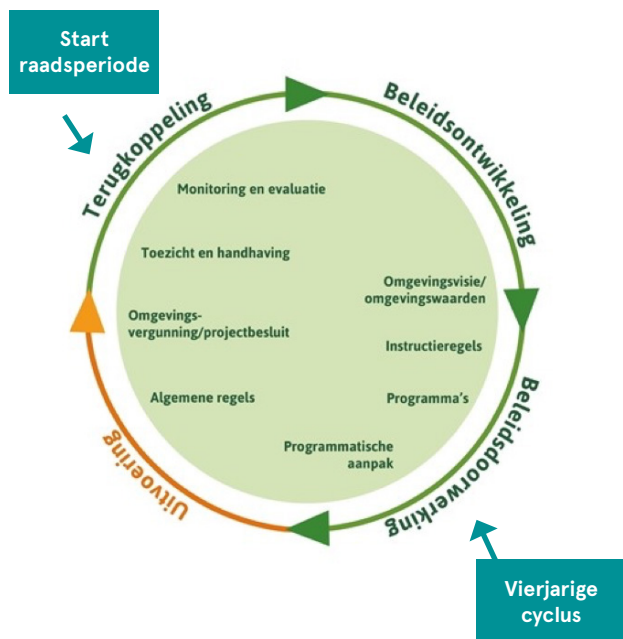 Start
raadsperiode
Terugkoppeling
Beleidsontwikkeling
Monitoring en evaluatie
Toezicht en handhaving
Omgevingsvisie/
omgevingswaarden
Omgevings-
vergunning/projectbesluit
Instructieregels
Algemene regels
Programma's
Programmatische
aanpak
Uitvoering
Beleidsdoorwerking
Vierjarige
cyclus